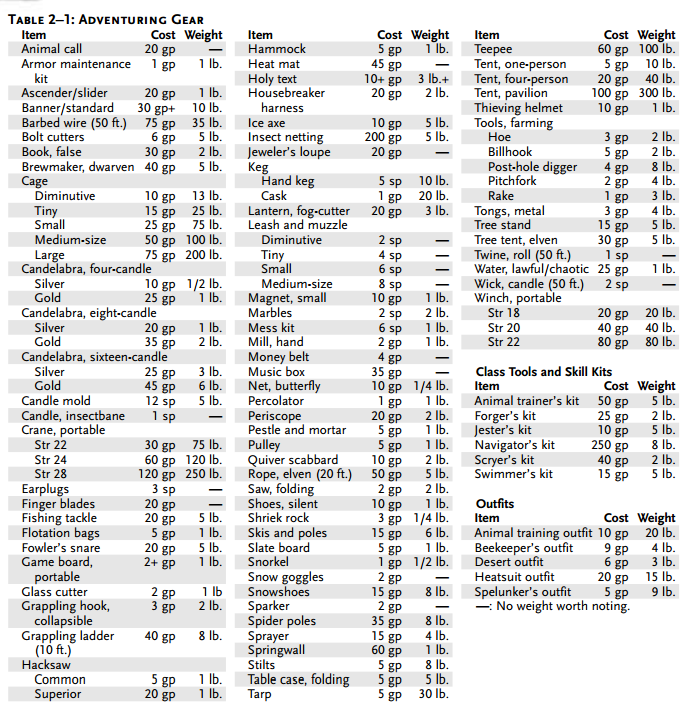 TABLE 2–1: ADVENTURING GEAR
Item Cost Weight
Animal call 20 gp —
Armor maintenance 1 gp 1 lb.
kit
Ascender/slider 20 gp 1 lb.
Banner/standard 30 gp+ 10 lb.
Barbed wire (50 ft.) 75 gp 35 lb.
Bolt cutters 6 gp 5 lb.
Book, false 30 gp 2 lb.
Brewmaker, dwarven 40 gp 5 lb.
Cage
Diminutive 10 gp 13 lb.
Tiny 15 gp 25 lb.
Small 25 gp 75 lb.
Medium-size 50 gp 100 lb.
Large 75 gp 200 lb.
Candelabra, four-candle
Silver 10 gp 1/2 lb.
Gold 25 gp 1 lb.
Candelabra, eight-candle
Silver 20 gp 1 lb.
Gold 35 gp 2 lb.
Candelabra, sixteen-candle
Silver 25 gp 3 lb.
Gold 45 gp 6 lb.
Candle mold 12 sp 5 lb.
Candle, insectbane 1 sp —
Crane, portable
Str 22 30 gp 75 lb.
Str 24 60 gp 120 lb.
Str 28 120 gp 250 lb.
Earplugs 3 sp —
Finger blades 20 gp —
Fishing tackle 20 gp 5 lb.
Flotation bags 5 gp 1 lb.
Fowler's snare 20 gp 5 lb.
Game board, 2+ gp 1 lb.
portable
Glass cutter 2 gp 1 lb
Grappling hook, 3 gp 2 lb.
collapsible
Grappling ladder 40 gp 8 lb.
(10 ft.)
Hacksaw
Common 5 gp 1 lb.
Superior 20 gp 1 lb.
Item Cost Weight
Hammock 5 gp 1 lb.
Heat mat 45 gp —
Holy text 10+ gp 3 lb.+
Housebreaker 20 gp 2 lb.
harness
Ice axe 10 gp 5 lb.
Insect netting 200 gp 5 lb.
Jeweler's loupe 20 gp —
Keg
Hand keg 5 sp 10 lb.
Cask 1 gp 20 lb.
Lantern, fog-cutter 20 gp 3 lb.
Leash and muzzle
Diminutive 2 sp —
Tiny 4 sp —
Small 6 sp —
Medium-size 8 sp —
Magnet, small 10 gp 1 lb.
Marbles 2 sp 2 lb.
Mess kit 6 sp 1 lb.
Mill, hand 2 gp 1 lb.
Money belt 4 gp —
Music box 35 gp —
Net, butterfly 10 gp 1/4 lb.
Percolator 1 gp 1 lb.
Periscope 20 gp 2 lb.
Pestle and mortar 5 gp 1 lb.
Pulley 5 gp 1 lb.
Quiver scabbard 10 gp 2 lb.
Rope, elven (20 ft.) 50 gp 5 lb.
Saw, folding 2 gp 2 lb.
Shoes, silent 10 gp 1 lb.
Shriek rock 3 gp 1/4 lb.
Skis and poles 15 gp 6 lb.
Slate board 5 gp 1 lb.
Snorkel 1 gp 1/2 lb.
Snow goggles 2 gp —
Snowshoes 15 gp 8 lb.
Sparker 2 gp —
Spider poles 35 gp 8 lb.
Sprayer 15 gp 4 lb.
Springwall 60 gp 1 lb.
Stilts 5 gp 8 lb.
Table case, folding 5 gp 5 lb.
Tarp 5 gp 30 lb.
Item Cost Weight
Teepee 60 gp 100 lb.
Tent, one-person 5 gp 10 lb.
Tent, four-person 20 gp 40 lb.
Tent, pavilion 100 gp 300 lb.
Thieving helmet 10 gp 1 lb.
Tools, farming
Hoe 3 gp 2 lb.
Billhook 5 gp 2 lb.
Post-hole digger 4 gp 8 lb.
Pitchfork 2 gp 4 lb.
Rake 1 gp 3 lb.
Tongs, metal 3 gp 4 lb.
Tree stand 15 gp 5 lb.
Tree tent, elven 30 gp 5 lb.
Twine, roll (50 ft.) 1 sp —
Water, lawful/chaotic 25 gp 1 lb.
Wick, candle (50 ft.) 2 sp —
Winch, portable
Str 18 20 gp 20 lb.
Str 20 40 gp 40 lb.
Str 22 80 gp 80 lb.
Class Tools and Skill Kits
Item Cost Weight
Animal trainer's kit 50 gp 5 lb.
Forger's kit 25 gp 2 lb.
Jester's kit 10 gp 5 lb.
Navigator's kit 250 gp 8 lb.
Scryer's kit 40 gp 2 lb.
Swimmer's kit 15 gp 5 lb.
Outfits
Item Cost Weight
Animal training outfit 10 gp 20 lb.
Beekeeper's outfit 9 gp 4 lb.
Desert outfit 6 gp 3 lb.
Heatsuit outfit 20 gp 15 lb.
Spelunker's outfit 5 gp 9 lb.
—: No weight worth noting.